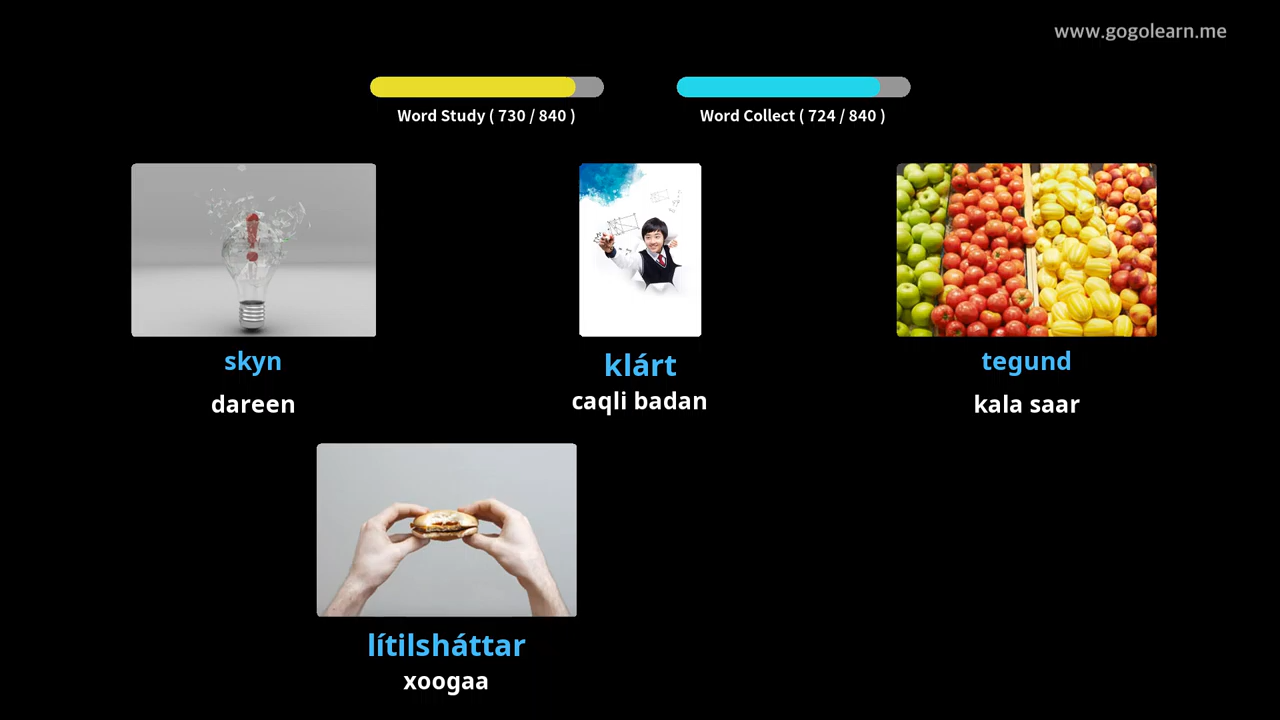 www.gogolearn.me
Word Study ( 730 / 840 )
Word Collect ( 724 / 840 )
skyn
dareen
klárt
caqli badan
tegund
kala saar
lítilsháttar
xoogaa